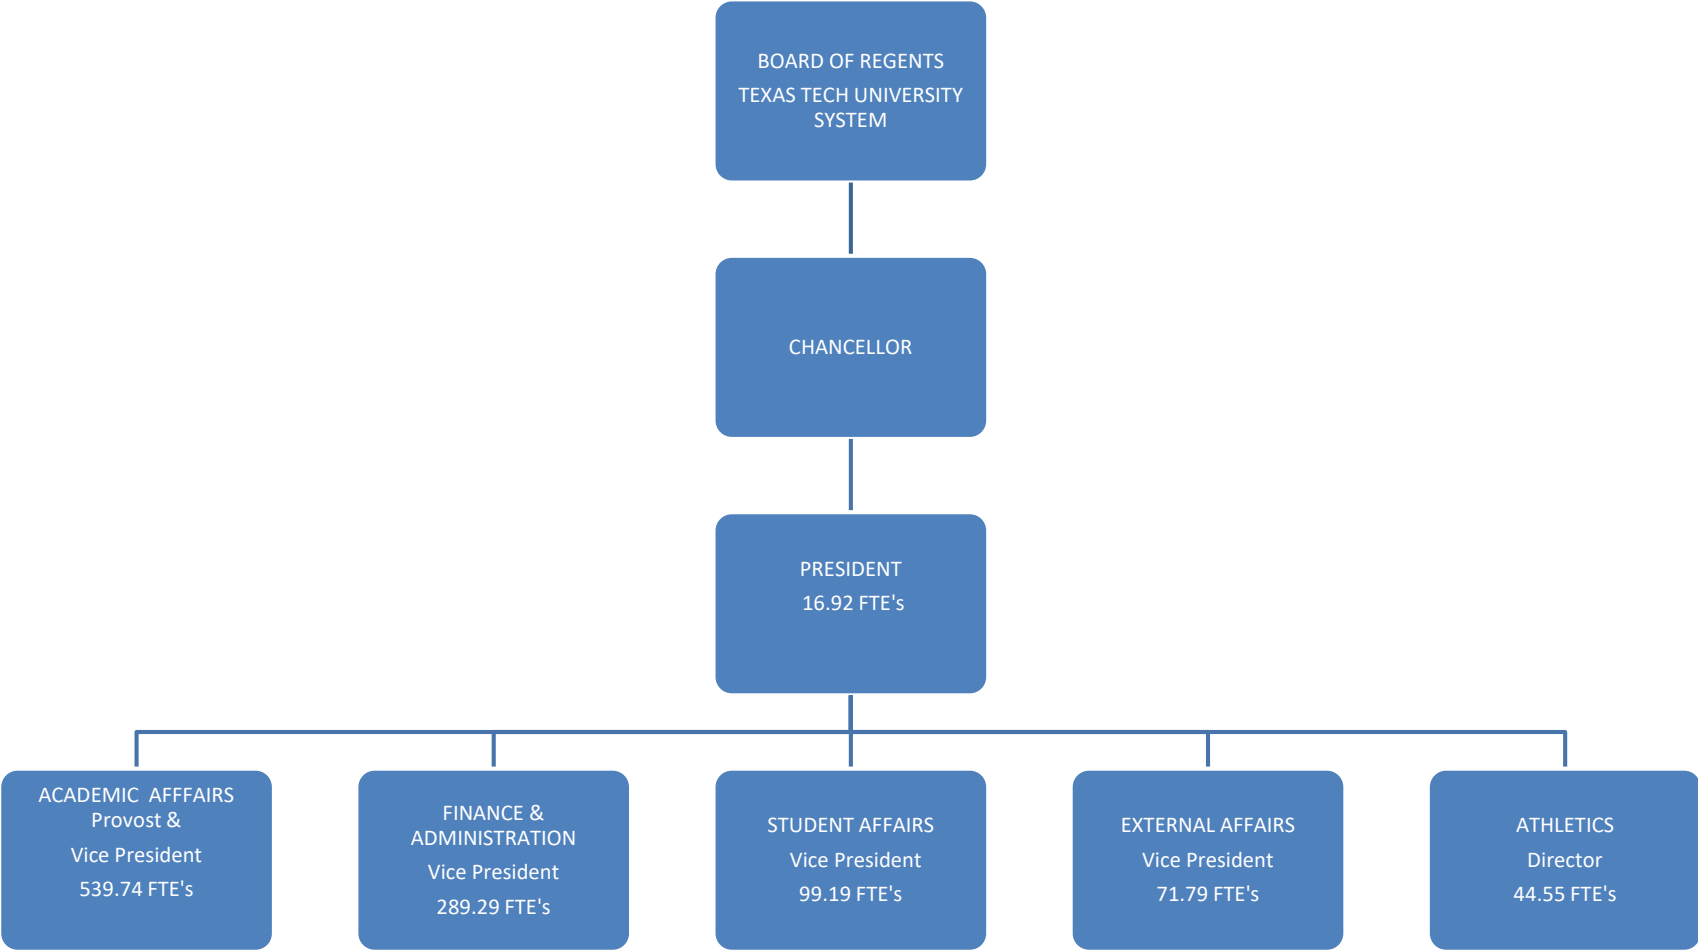 BOARD OF REGENTS
TEXAS TECH UNIVERSITY
SYSTEM
CHANCELLOR
PRESIDENT
16.92 FTE's
ACADEMIC  AFFFAIRS
Provost &
Vice President
539.74 FTE's
FINANCE &
ADMINISTRATION
Vice President
289.29 FTE's
STUDENT AFFAIRS
Vice President
99.19 FTE's
EXTERNAL AFFAIRS
Vice President
71.79 FTE's
ATHLETICS
Director
44.55 FTE's